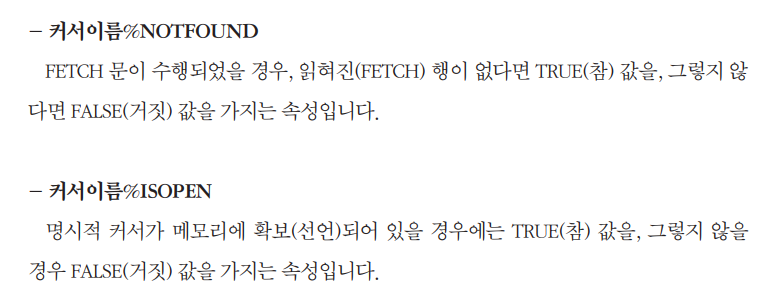 – 커서이름%NOTFOUND
FETCH 문이 수행되었을 경우, 읽혀진(FETCH) 행이 없다면 TRUE(참) 값을, 그렇지 않
다면 FALSE(거짓) 값을 가지는 속성입니다.
– 커서이름%ISOPEN
명시적 커서가 메모리에 확보(선언)되어 있을 경우에는 TRUE(참) 값을, 그렇지 않을
경우 FALSE(거짓) 값을 가지는 속성입니다.